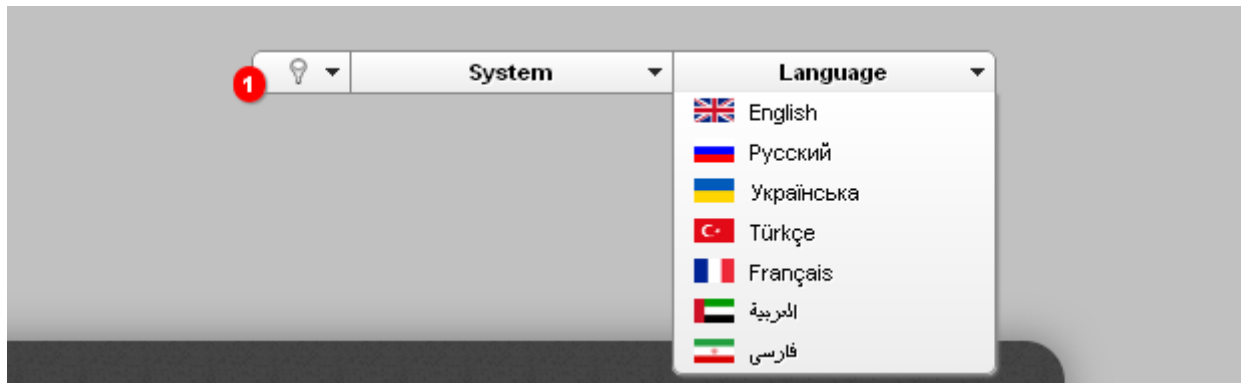 1 System Language
English
Русский
Українська
Türkçe
Français
العربية
فارسی